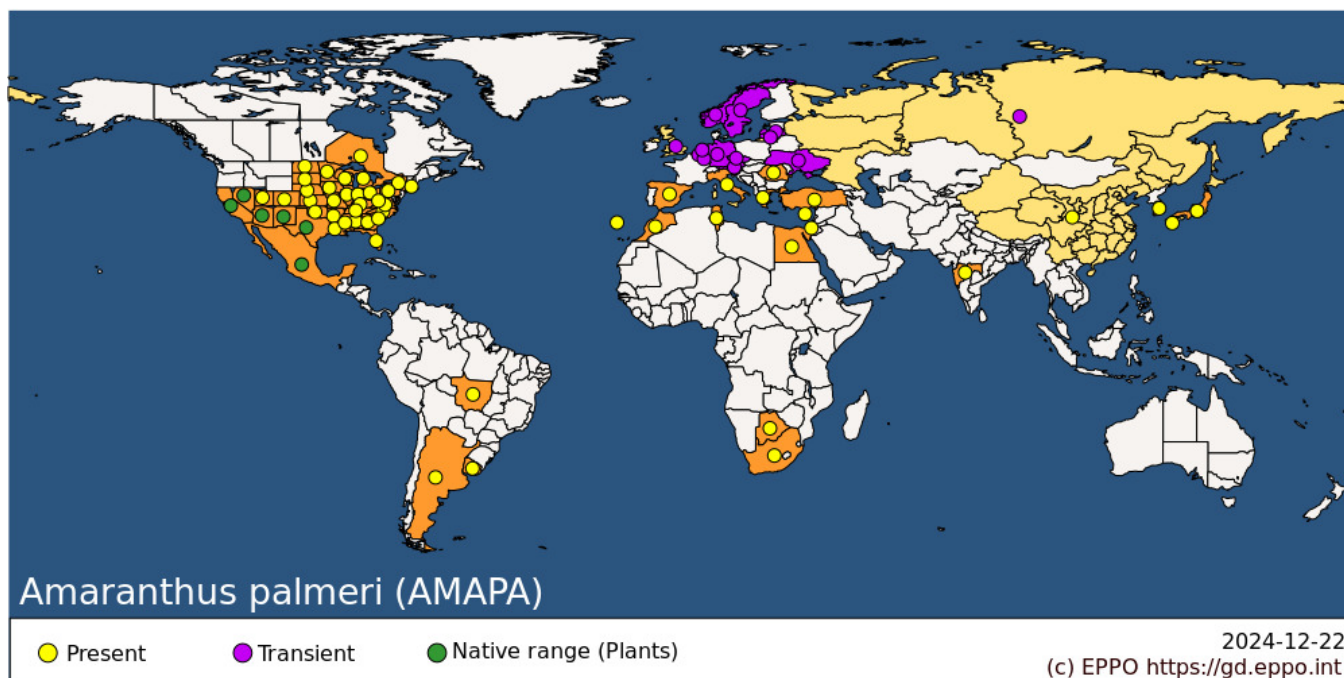 Amaranthus palmeri (AMAPA)
Present
Transient
Native range (Plants)
2024-12-22
(c) EPPO https://gd.eppo.int